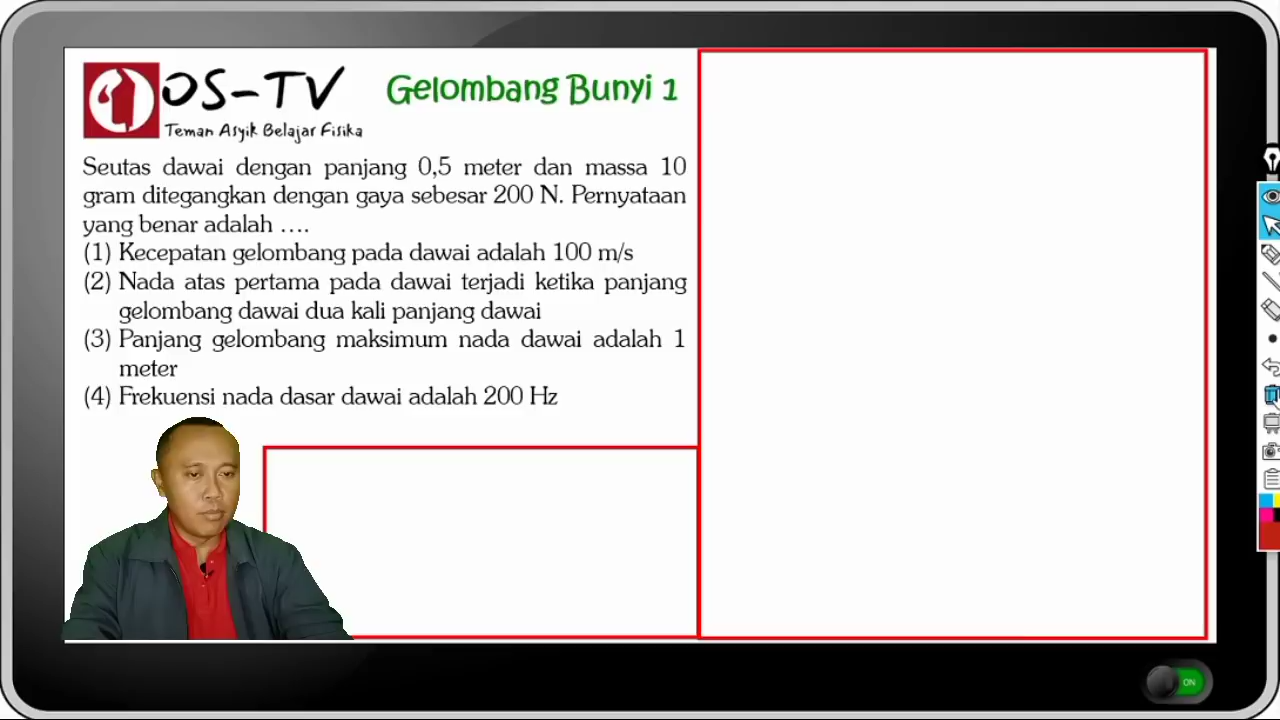 OS-TV
Teman Asyik Belajar Fisika
Gelombang Bunyi 1
Seutas dawai dengan panjang 0,5 meter dan massa 10
gram ditegangkan dengan gaya sebesar 200 N. Pernyataan
yang benar adalah ....
(1) Kecepatan gelombang pada dawai adalah 100 m/s
(2) Nada atas pertama pada dawai terjadi ketika panjang
gelombang dawai dua kali panjang dawai
(3) Panjang gelombang maksimum nada dawai adalah 1
meter
(4) Frekuensi nada dasar dawai adalah 200 Hz
ON